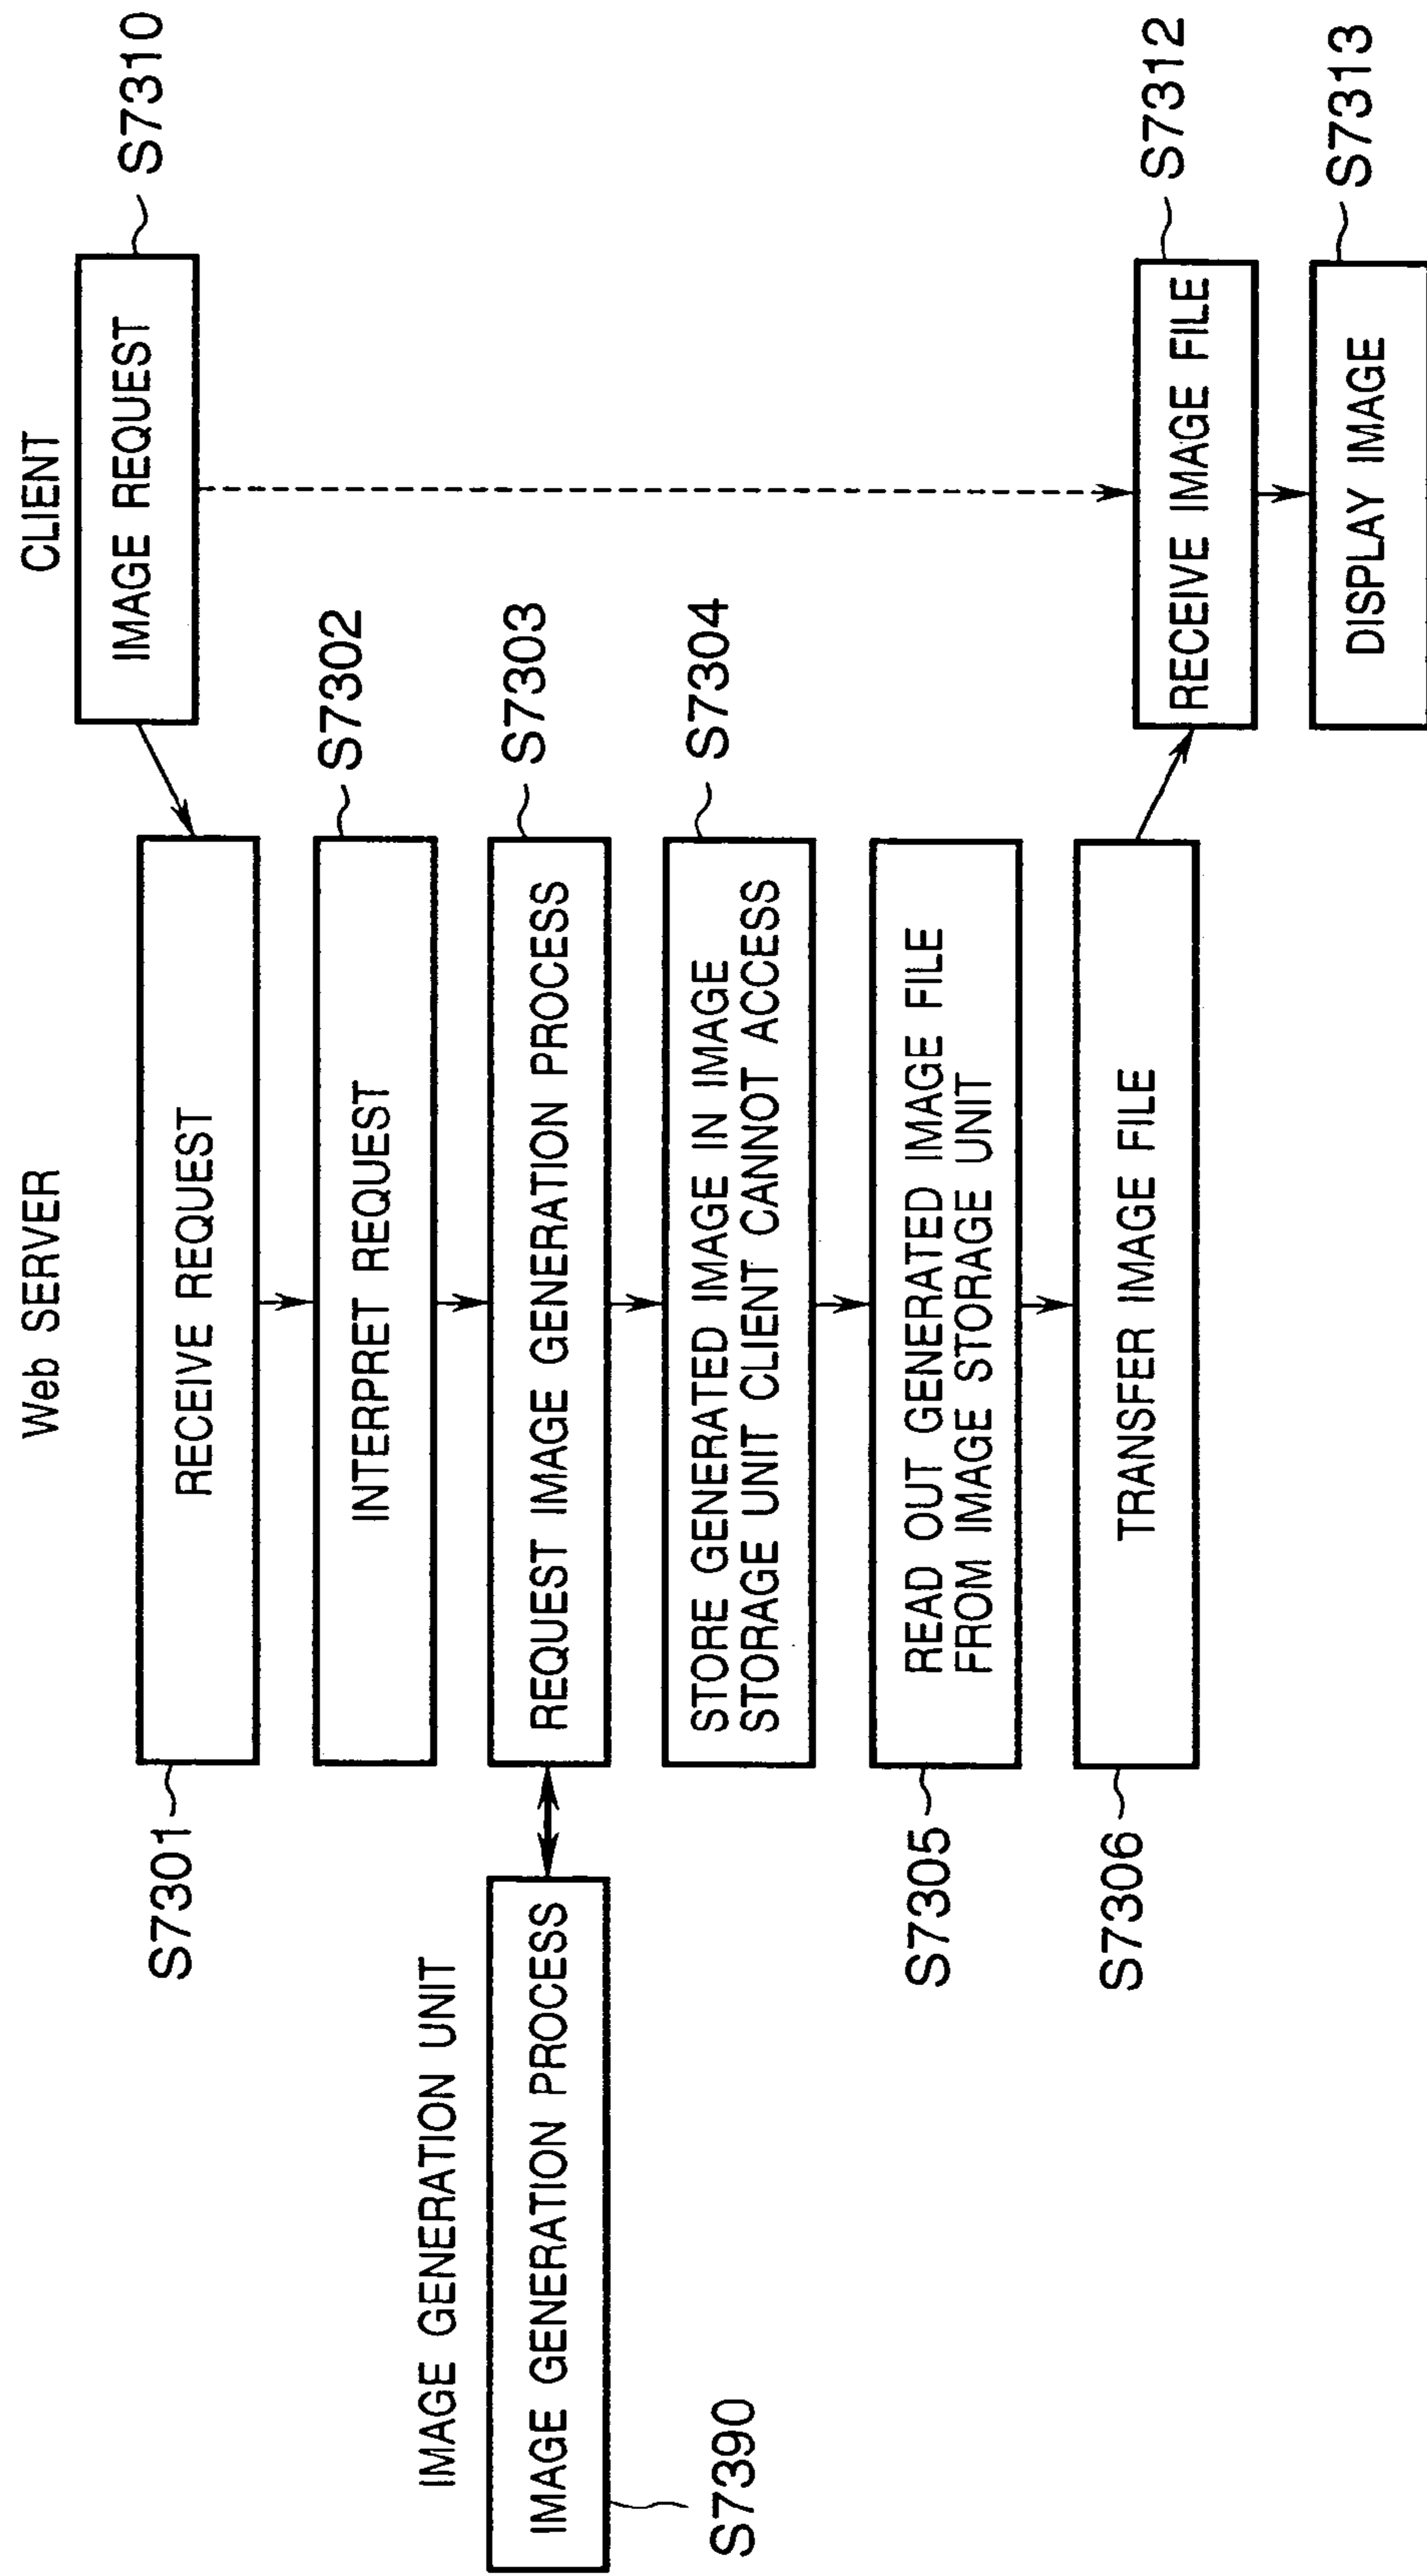 IMAGE GENERATION UNIT
IMAGE GENERATION PROCESS
S7390
Web SERVER
S7301
RECEIVE REQUEST
INTERPRET REQUEST
S7302
REQUEST IMAGE GENERATION PROCESS
S7303
STORE GENERATED IMAGE IN IMAGE
STORAGE UNIT CLIENT CANNOT ACCESS
S7304
S7305
READ OUT GENERATED IMAGE FILE
FROM IMAGE STORAGE UNIT
S7306
TRANSFER IMAGE FILE
CLIENT
IMAGE REQUEST
S7310
RECEIVE IMAGE FILE
S7312
DISPLAY IMAGE
S7313